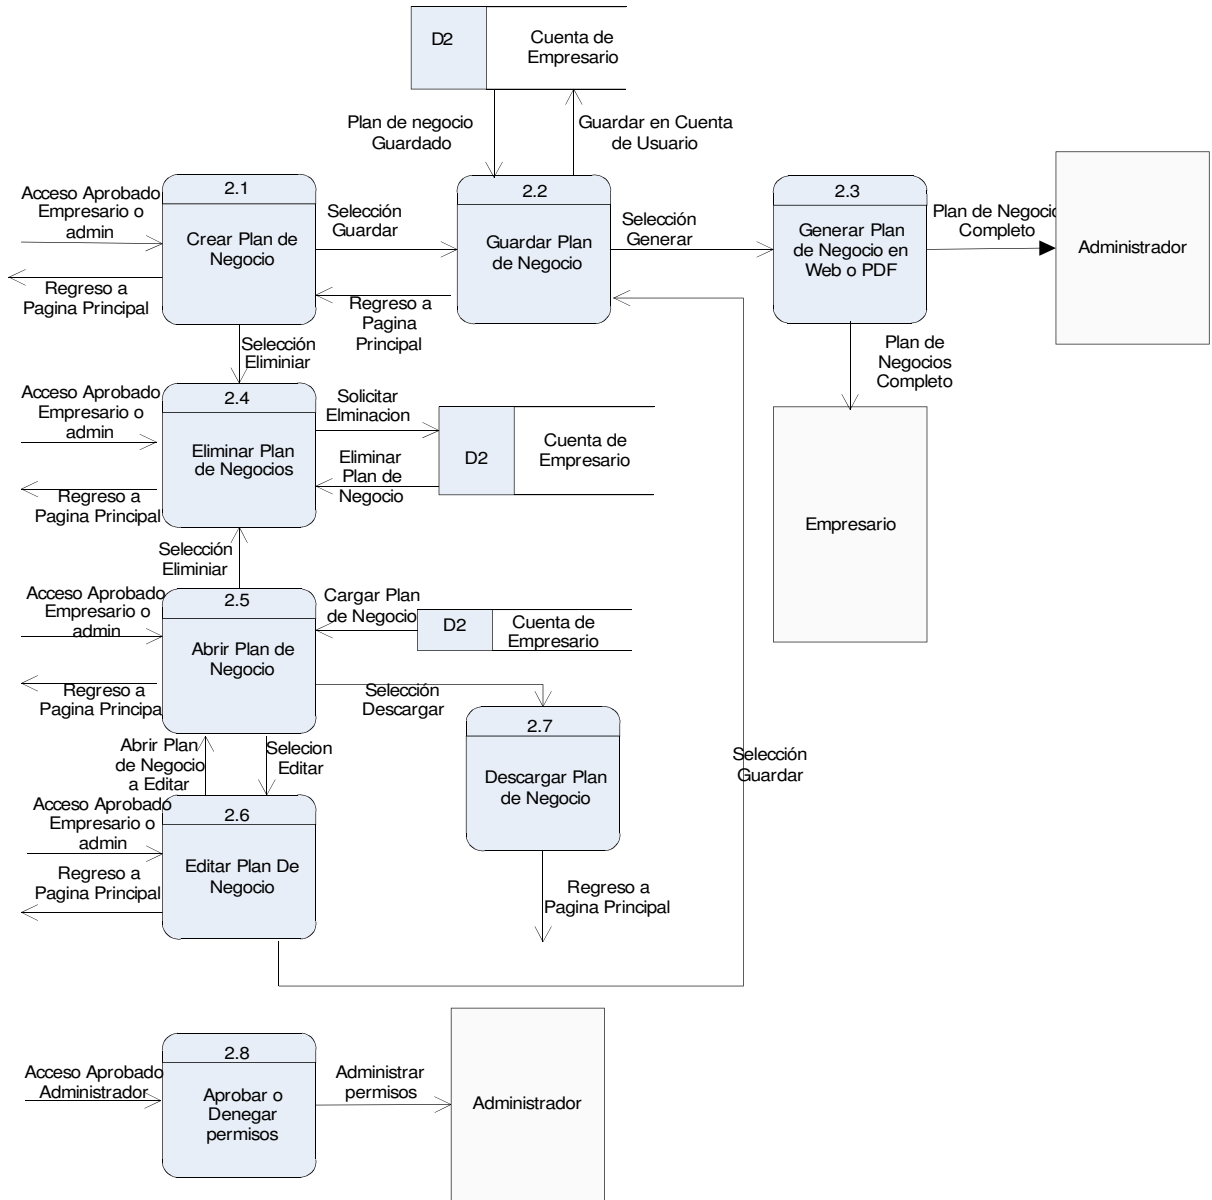 D2
Cuenta de
Empresario
Plan de negocio
Guardado
Guardar en Cuenta
de Usuario
Acceso Aprobado
Empresario o
admin
Regreso a
Pagina Principal
2.1
Crear Plan de
Negocio
Selección
Guardar
Regreso a
Pagina
Principal
2.2
Guardar Plan
de Negocio
Selección
Generar
2.3
Generar Plan
de Negocio en
Web o PDF
Plan de Negocio
Completo
Administrador
Selección
Eliminiar
Plan de
Negocios
Completo
Empresario
Acceso Aprobado
Empresario o
admin
Regreso a
Pagina Principal
2.4
Eliminar Plan
de Negocios
Solicitar
Elminacion
Eliminar
Plan de
Negocio
D2
Cuenta de
Empresario
Selección
Eliminiar
Acceso Aprobado
Empresario o
admin
Regreso a
Pagina Principa
2.5
Abrir Plan de
Negocio
Cargar Plan
de Negocio
D2
Cuenta de
Empresario
Selección
Descargar
2.7
Descargar Plan
de Negocio
Regreso a
Pagina Principal
Selección
Guardar
Abrir Plan
de Negocio
a Editar
Selecion
Editar
Acceso Aprobado
Empresario o
admin
Regreso a
Pagina Principal
2.6
Editar Plan De
Negocio
Acceso Aprobado
Administrador
2.8
Aprobar o
Denegar
permisos
Administrar
permisos
Administrador